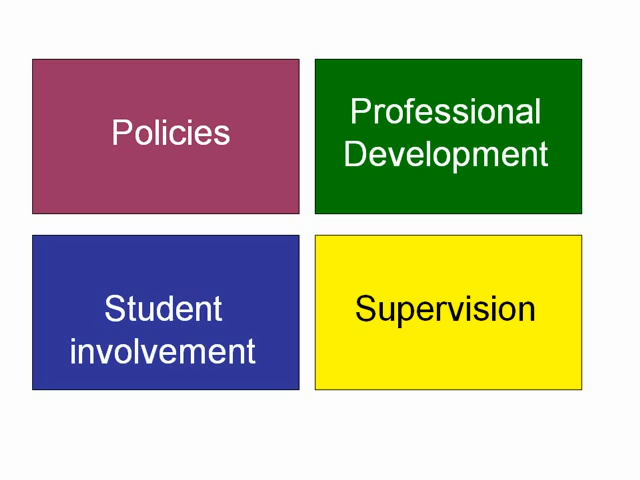 Policies
Professional
Development
Student
involvement
Supervision